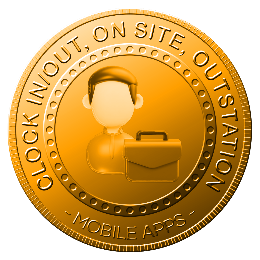 CLOCK IN/OUT, ON SITE, OUTSTATION
- MOBILE APPS -